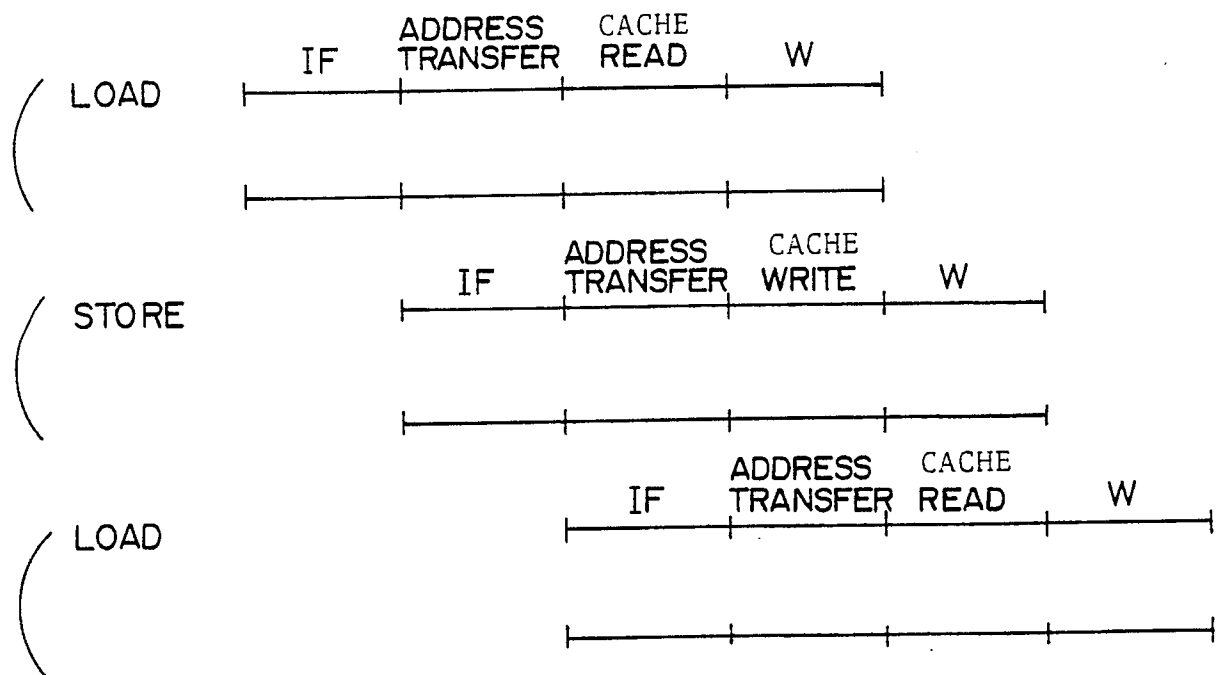 ADDRESS CACHE
IF TRANSFER READ W
LOAD
ADDRESS CACHE
IF TRANSFER WRITE W
STORE
ADDRESS CACHE
IF TRANSFER READ W
LOAD